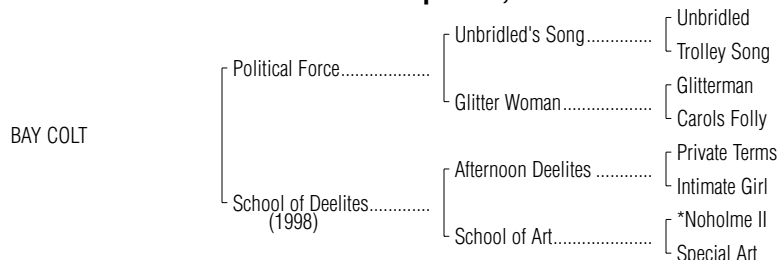 Unbridled
Unbridled's Song..............
Trolley Song
Political Force...................
Glitterman
Glitter Woman...................
Carols Folly
BAY COLT
Private Terms
Afternoon Deelites ............
Intimate Girl
School of Deelites.............
(1998)
*Noholme II
School of Art.....................
Special Art